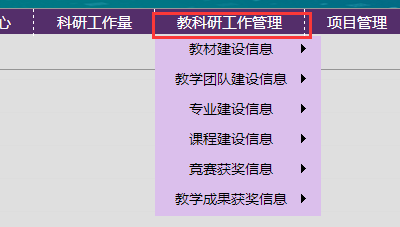 心 科研工作量 教科研工作管理 项目管理
教材建设信息
教学团队建设信息
专业建设信息
课程建设信息
竞赛获奖信息
教学成果获奖信息